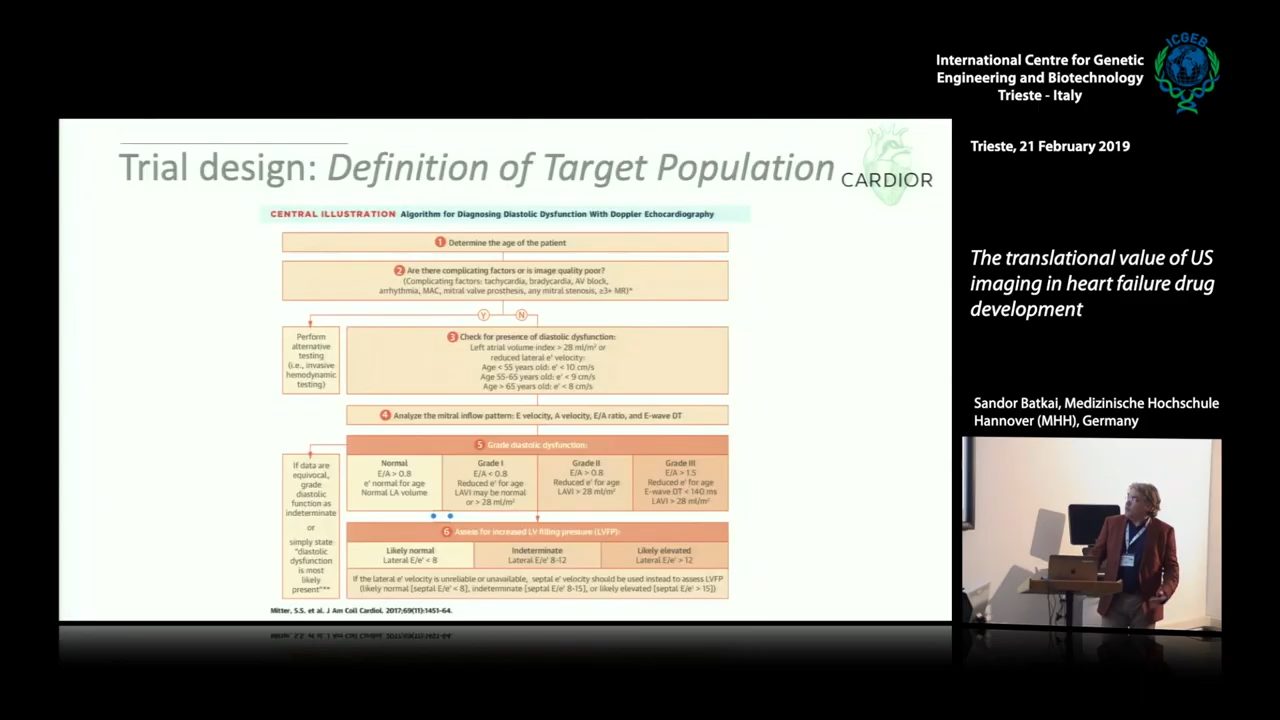 International Centre for Genetic
Engineering and Biotechnology
Trieste - Italy
ICGEB
Trieste, 21 February 2019
The translational value of US
imaging in heart failure drug
development
Sandor Batkai, Medizinische Hochschule
Hannover (MHH), Germany
Trial design: Definition of Target Population
CARDIOR
CENTRAL ILLUSTRATION Algorithm for Diagnosing Diastolic Dysfunction With Doppler Echocardiography
1 Determine the age of the patient
2 Are there complicating factors or is image quality poor?
(Complicating factors: tachycardia, bradycardia, AV block,
arrhythmia, MAC, mitral valve prosthesis, any mitral stenosis, ≥3+ MR)*
Y
N
Perform
alternative
testing
(i.e., invasive
hemodynamic
testing)
3 Check for presence of diastolic dysfunction:
Left atrial volume index > 28 ml/m² or
reduced lateral e' velocity:
Age < 55 years old: e' < 10 cm/s
Age 55-65 years old: e' < 9 cm/s
Age > 65 years old: e' < 8 cm/s
4 Analyze the mitral inflow pattern: E velocity, A velocity, E/A ratio, and E-wave DT
5 Grade diastolic dysfunction:
Normal
E/A > 0.8
e' normal for age
Normal LA volume
Grade I
E/A < 0.8
Reduced e' for age
LAVI may be normal
or > 28 ml/m²
Grade II
E/A > 0.8
Reduced e' for age
LAVI > 28 ml/m²
Grade III
E/A > 1.5
Reduced e' for age
E-wave DT < 140 ms
LAVI > 28 ml/m²
If data are
equivocal,
grade
diastolic
function as
indeterminate
or
simply state
"diastolic
dysfunction
is most
likely
present"**
6 Assess for increased LV filling pressure (LVFP):
Likely normal
Lateral E/e' < 8
Indeterminate
Lateral E/e' 8-12
Likely elevated
Lateral E/e' > 12
If the lateral e' velocity is unreliable or unavailable, septal e' velocity should be used instead to assess LVFP
(likely normal [septal E/e' < 8], indeterminate [septal E/e' 8-15], or likely elevated [septal E/e' > 15])
Mitter, S.S. et al. J Am Coll Cardiol. 2017;69(11):1451-64.